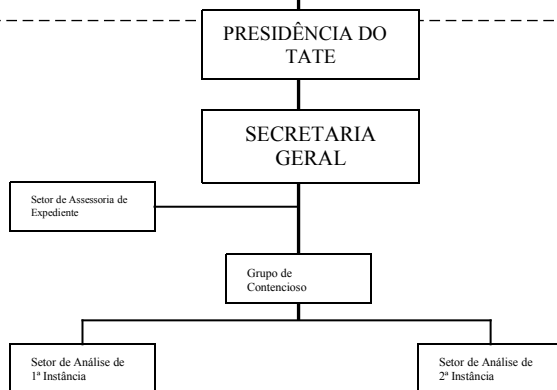 PRESIDÊNCIA DO
TATE
SECRETARIA
GERAL
Setor de Assessoria de
Expediente
Grupo de
Contencioso
Setor de Análise de
1ª Instância
Setor de Análise de
2ª Instância